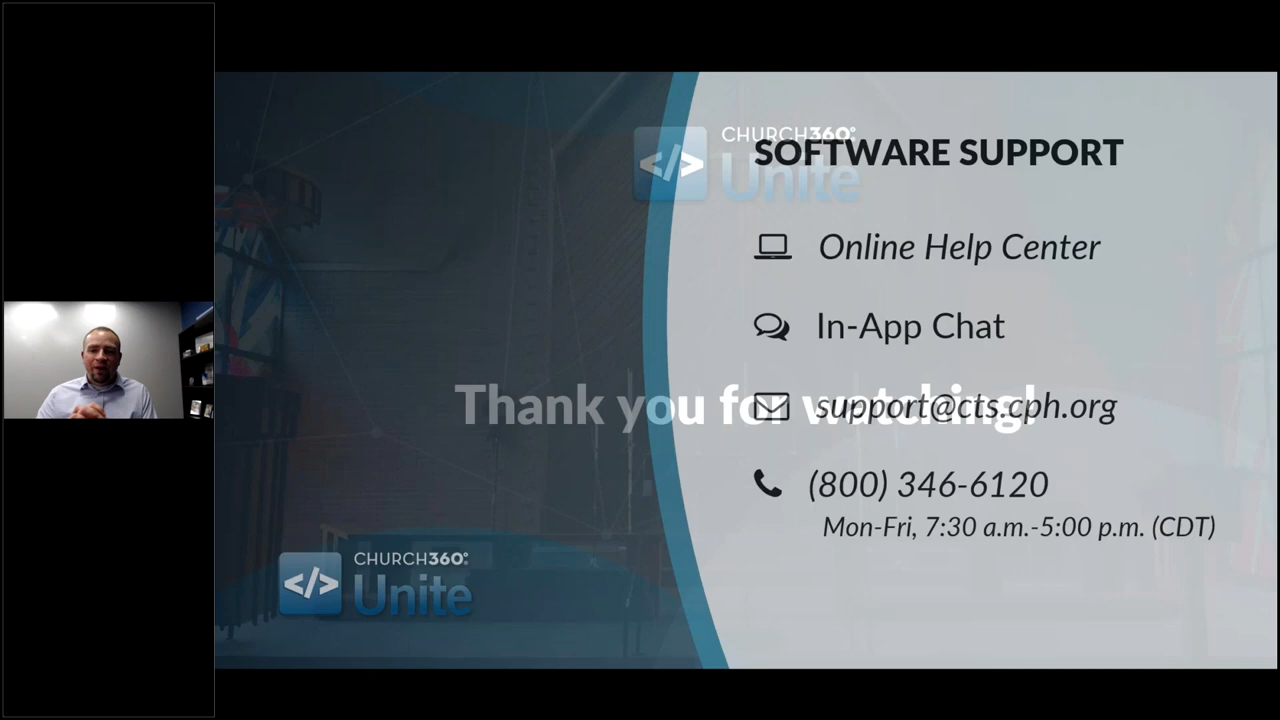 CHURCH360°
Unite
SOFTWARE SUPPORT
Online Help Center
In-App Chat
Thank you for watching!
support@cts.cph.org
(800) 346-6120
Mon-Fri, 7:30 a.m.-5:00 p.m. (CDT)
CHURCH360°
Unite